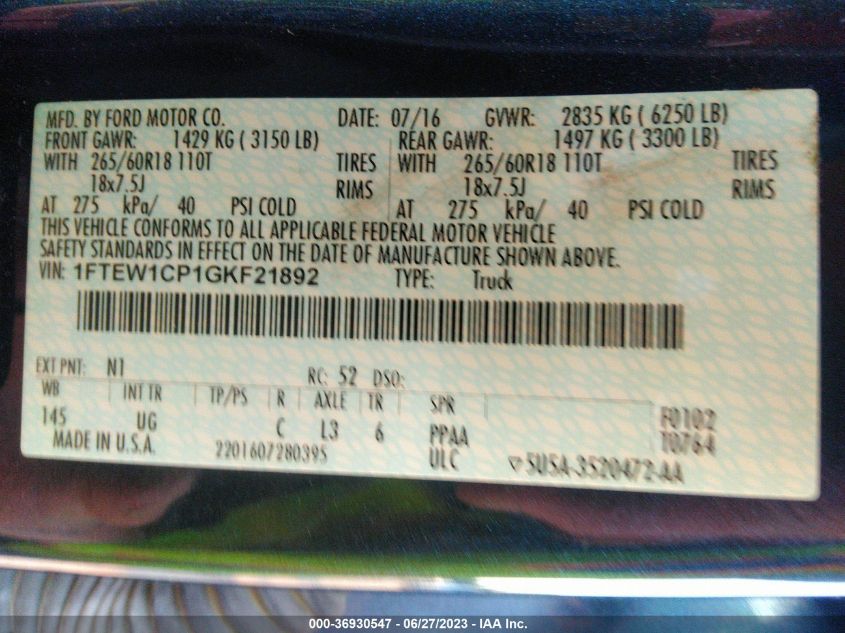 MFD. BY FORD MOTOR CO. DATE: 07/16 GVWR: 2835 KG ( 6250 LB)
FRONT GAWR: 1429 KG ( 3150 LB) REAR GAWR: 1497 KG ( 3300 LB)
WITH 265/60R18 110T TIRES WITH 265/60R18 110T TIRES
18x7.5J RIMS 18x7.5J RIMS
AT 275 kPa/ 40 PSI COLD AT 275 kPa/ 40 PSI COLD
THIS VEHICLE CONFORMS TO ALL APPLICABLE FEDERAL MOTOR VEHICLE
SAFETY STANDARDS IN EFFECT ON THE DATE OF MANUFACTURE SHOWN ABOVE.
VIN: 1FTEW1CP1GKF21892 TYPE: Truck
EXT PNT: N1 RC: 52 DSO:
WB INT TR TP/PS R AXLE TR SPR
145 UG C L3 6 PPAA F0102
MADE IN U.S.A. 2201607280395 ULC T0764
▽5U5A-3520472-AA
000-36930547 - 06/27/2023 - IAA Inc.